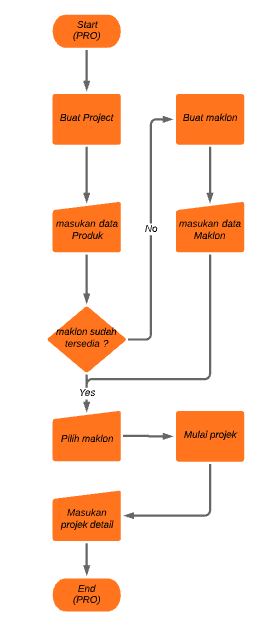 Start
(PRO)
Buat Project
Buat maklon
masukan data
Produk
masukan data
Maklon
No
maklon sudah
tersedia ?
Yes
Pilih maklon
Mulai projek
Masukan
projek detail
End
(PRO)